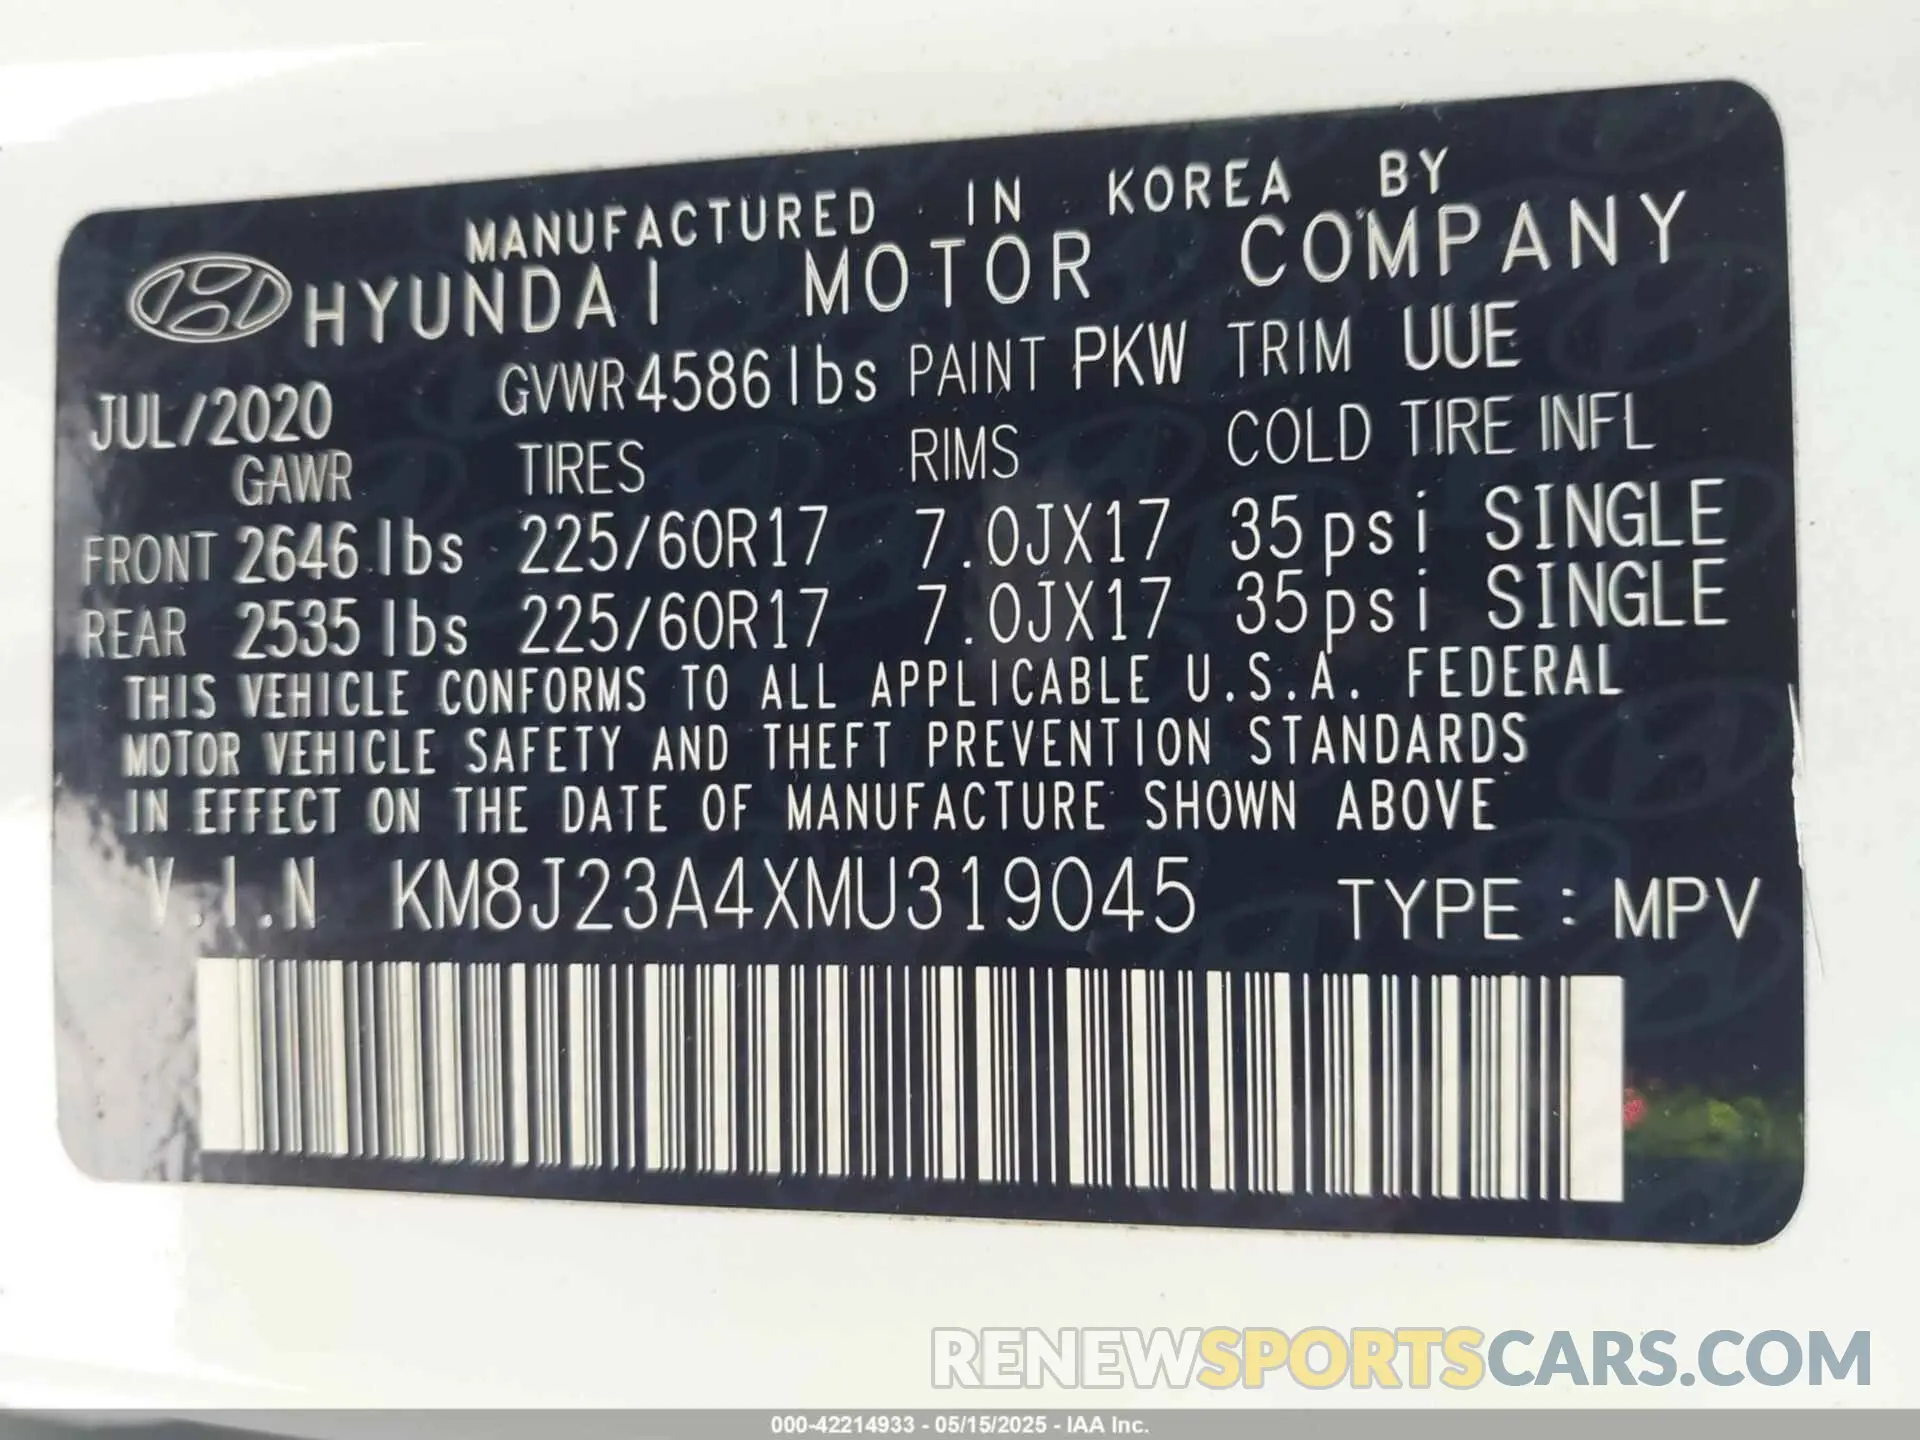 MANUFACTURED IN KOREA BY
HYUNDAI MOTOR COMPANY
JUL/2020 GVWR 4586 lbs PAINT PKW TRIM UUE
GAWR TIRES RIMS COLD TIRE INFL
FRONT 2646 lbs 225/60R17 7.0JX17 35psi SINGLE
REAR 2535 lbs 225/60R17 7.0JX17 35psi SINGLE
THIS VEHICLE CONFORMS TO ALL APPLICABLE U.S.A. FEDERAL
MOTOR VEHICLE SAFETY AND THEFT PREVENTION STANDARDS
IN EFFECT ON THE DATE OF MANUFACTURE SHOWN ABOVE
V.I.N KM8J23A4XMU319045 TYPE : MPV
RENEWSPORTSCARS.COM
000-42214933 - 05/15/2025 - IAA Inc.